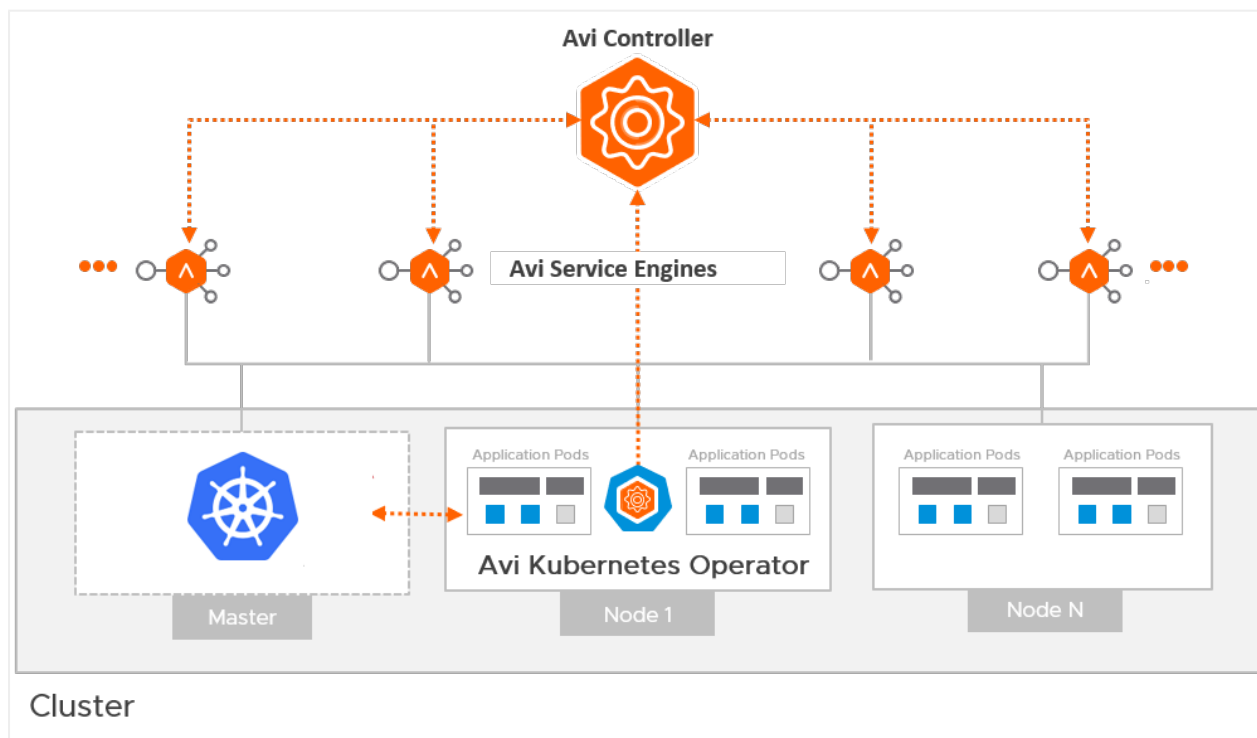 Avi Controller
Avi Service Engines
Application Pods
Application Pods
Application Pods
Application Pods
Avi Kubernetes Operator
Master
Node 1
Node N
Cluster